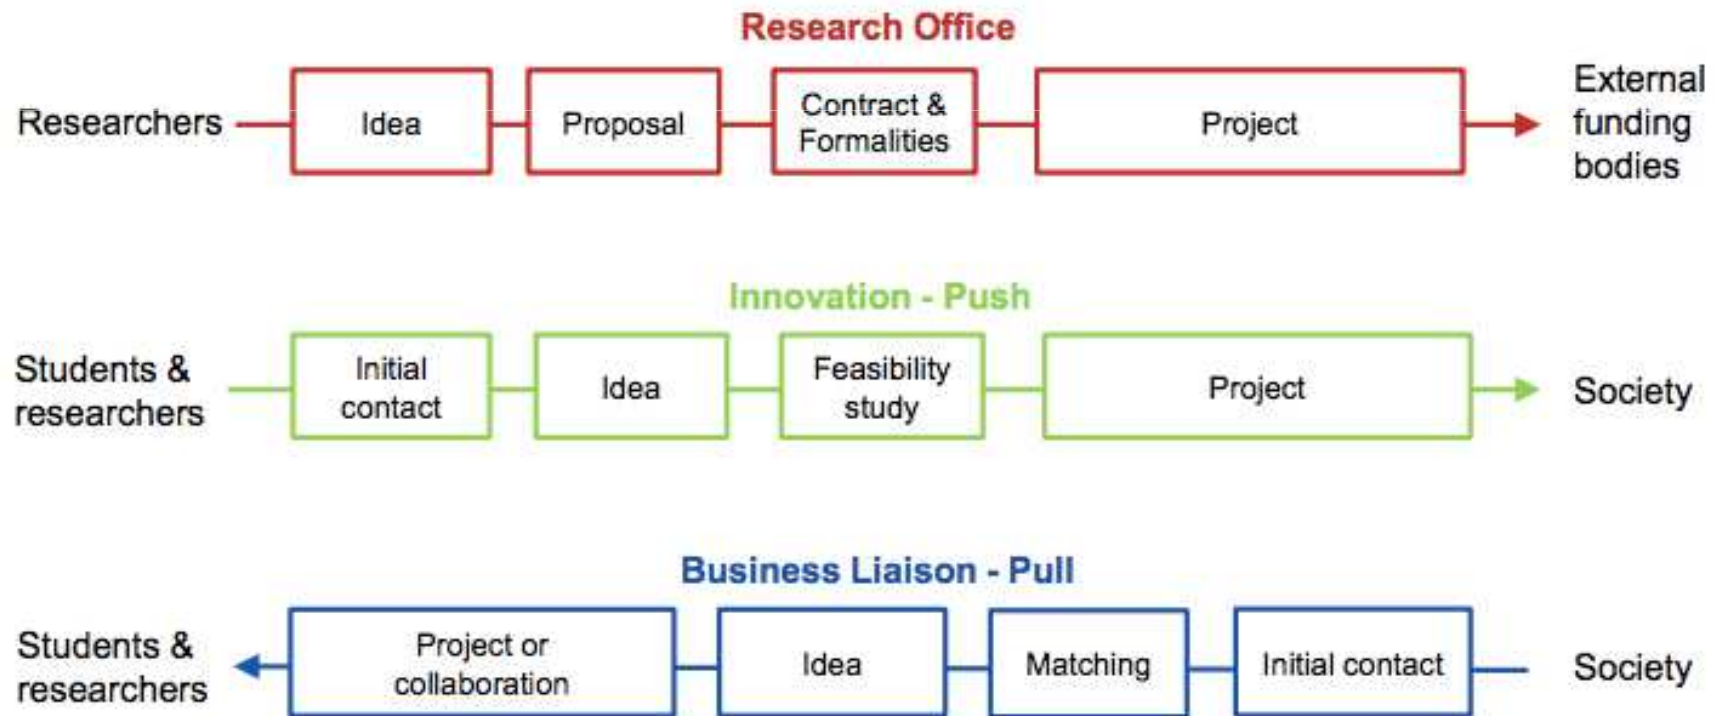 Research Office
Researchers
Idea
Proposal
Contract &
Formalities
Project
External
funding
bodies
Innovation - Push
Students &
researchers
Initial
contact
Idea
Feasibility
study
Project
Society
Business Liaison - Pull
Students &
researchers
Project or
collaboration
Idea
Matching
Initial contact
Society